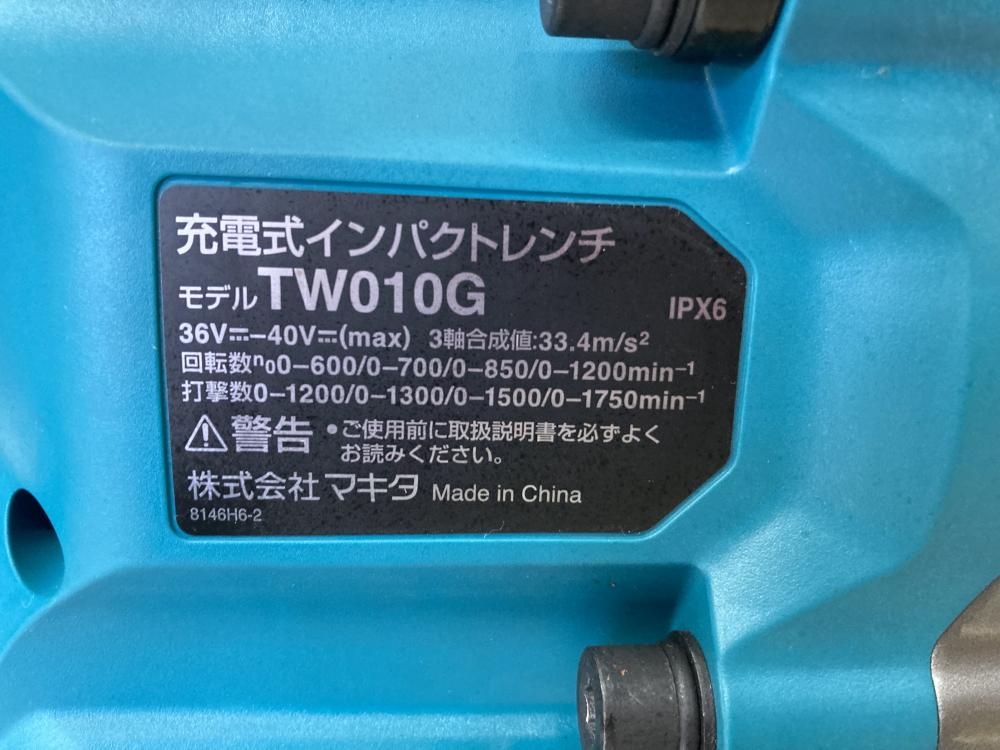 充電式インパクトレンチ
モデル TW010G IPX6
36V⎓–40V⎓(max) 3軸合成値:33.4m/s²
回転数n₀0–600/0–700/0–850/0–1200min⁻¹
打撃数0–1200/0–1300/0–1500/0–1750min⁻¹
⚠警告 •ご使用前に取扱説明書を必ずよく
お読みください。
株式会社 マキタ Made in China
8146H6-2